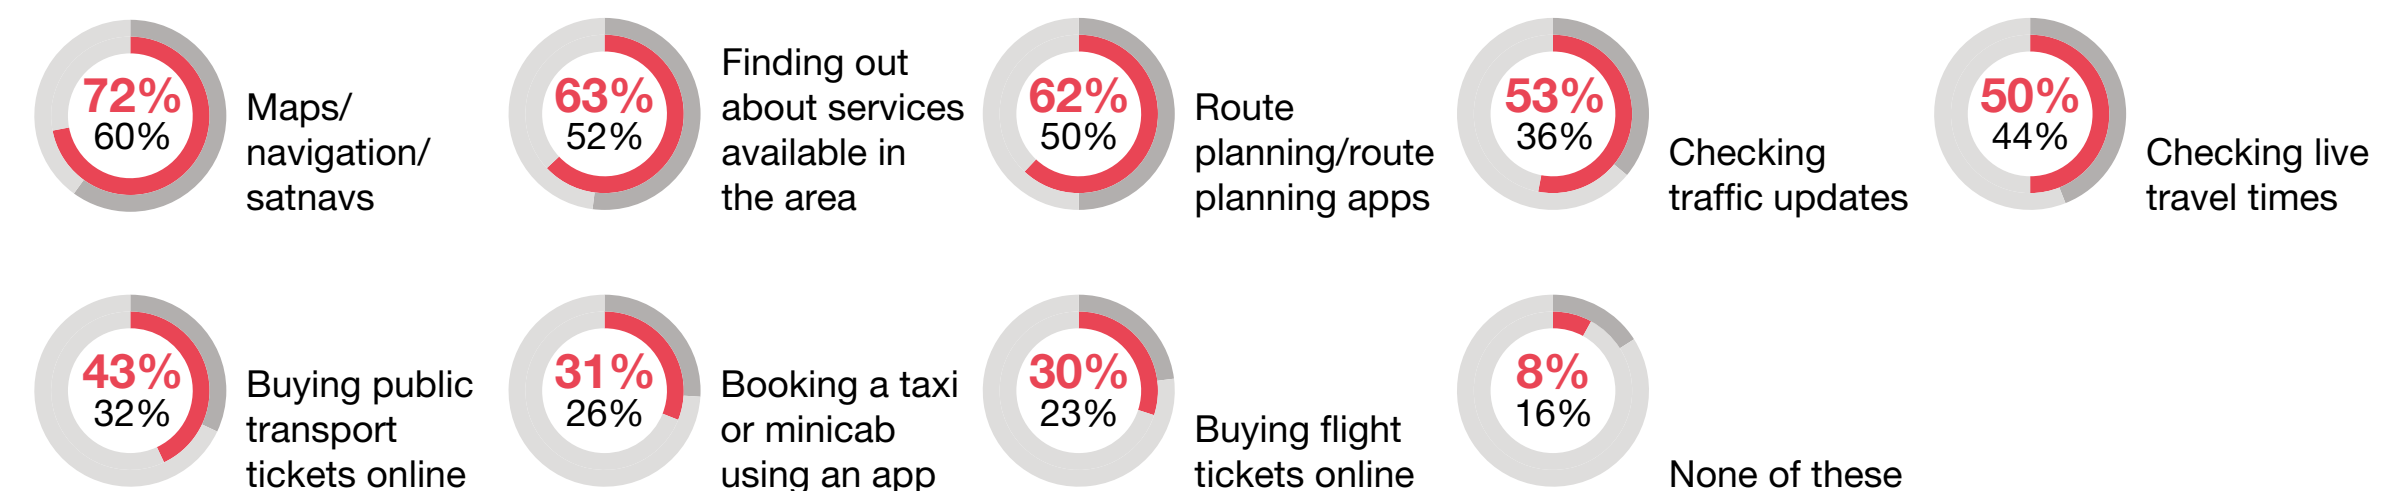 72%
60%
Maps/
navigation/
satnavs
63%
52%
Finding out
about services
available in
the area
62%
50%
Route
planning/route
planning apps
53%
36%
Checking
traffic updates
50%
44%
Checking live
travel times
43%
32%
Buying public
transport
tickets online
31%
26%
Booking a taxi
or minicab
using an app
30%
23%
Buying flight
tickets online
8%
16%
None of these